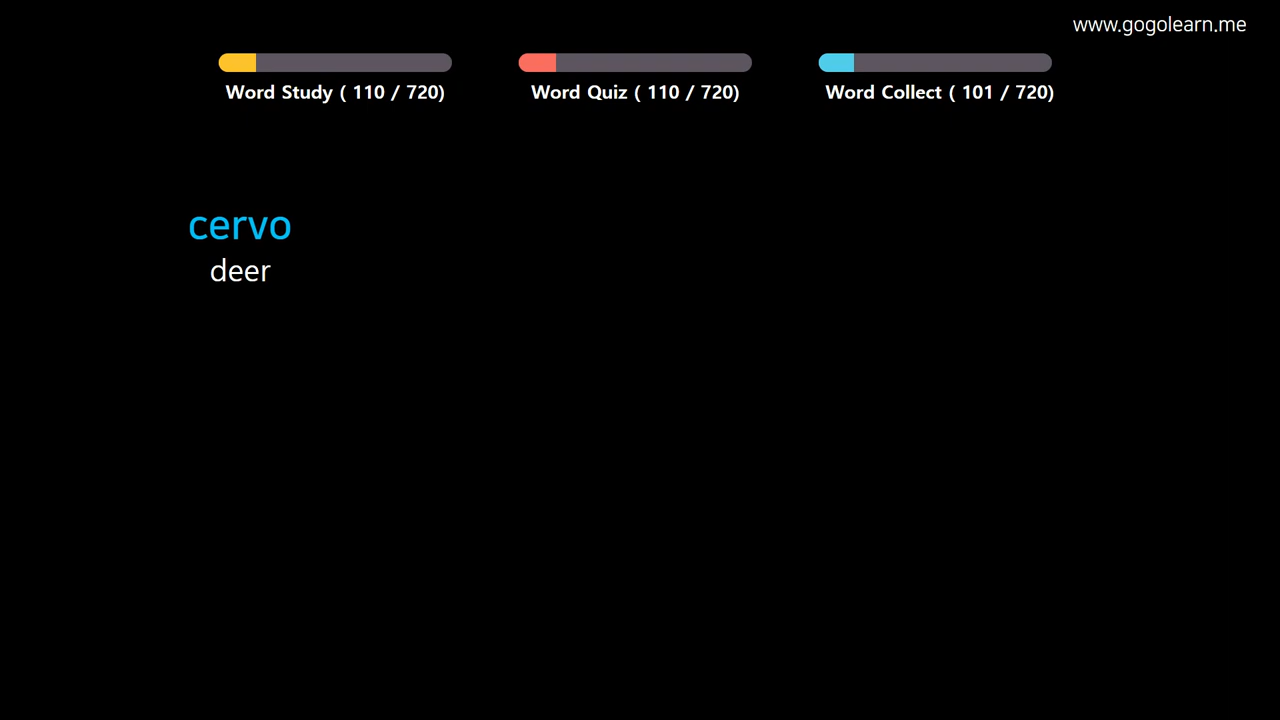 www.gogolearn.me
Word Study ( 110 / 720)
Word Quiz ( 110 / 720)
Word Collect ( 101 / 720)
cervo
deer